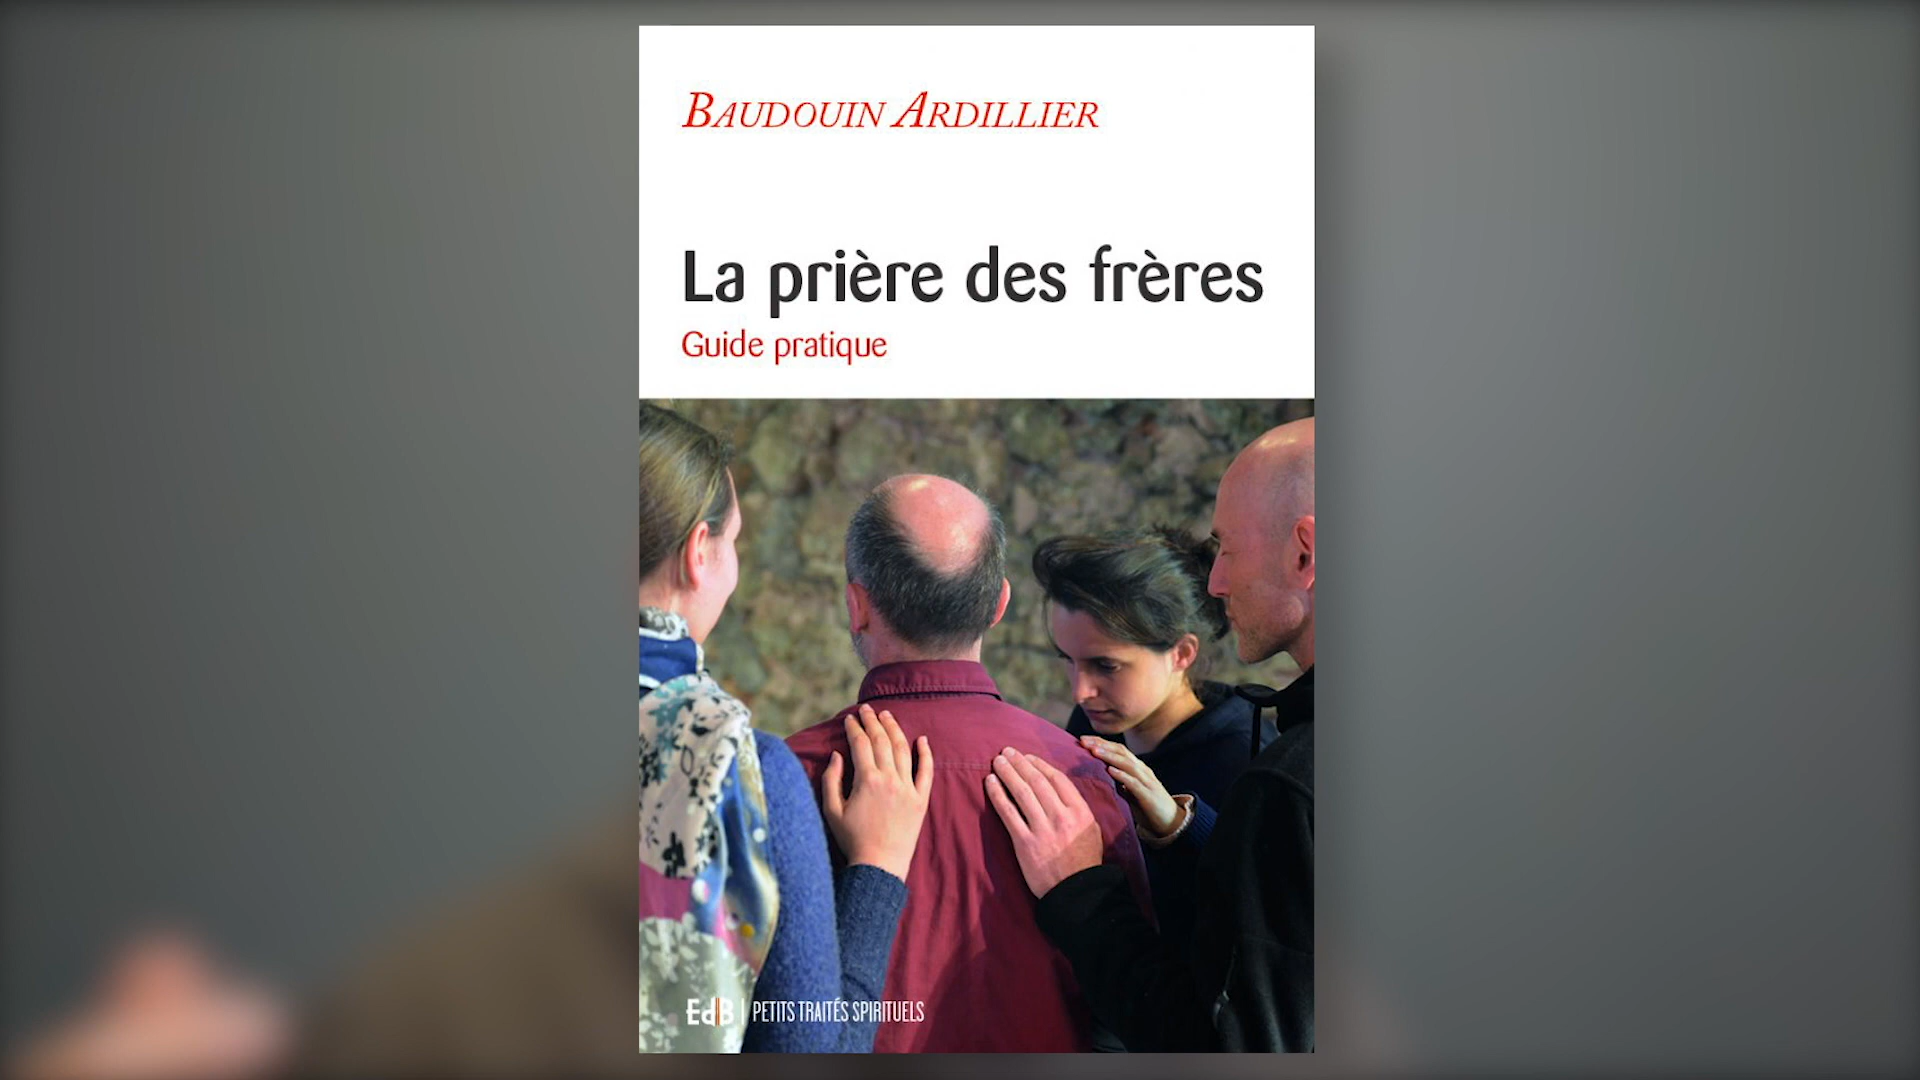 BAUDOUIN ARDILLIER
La prière des frères
Guide pratique
EdB | PETITS TRAITÉS SPIRITUELS